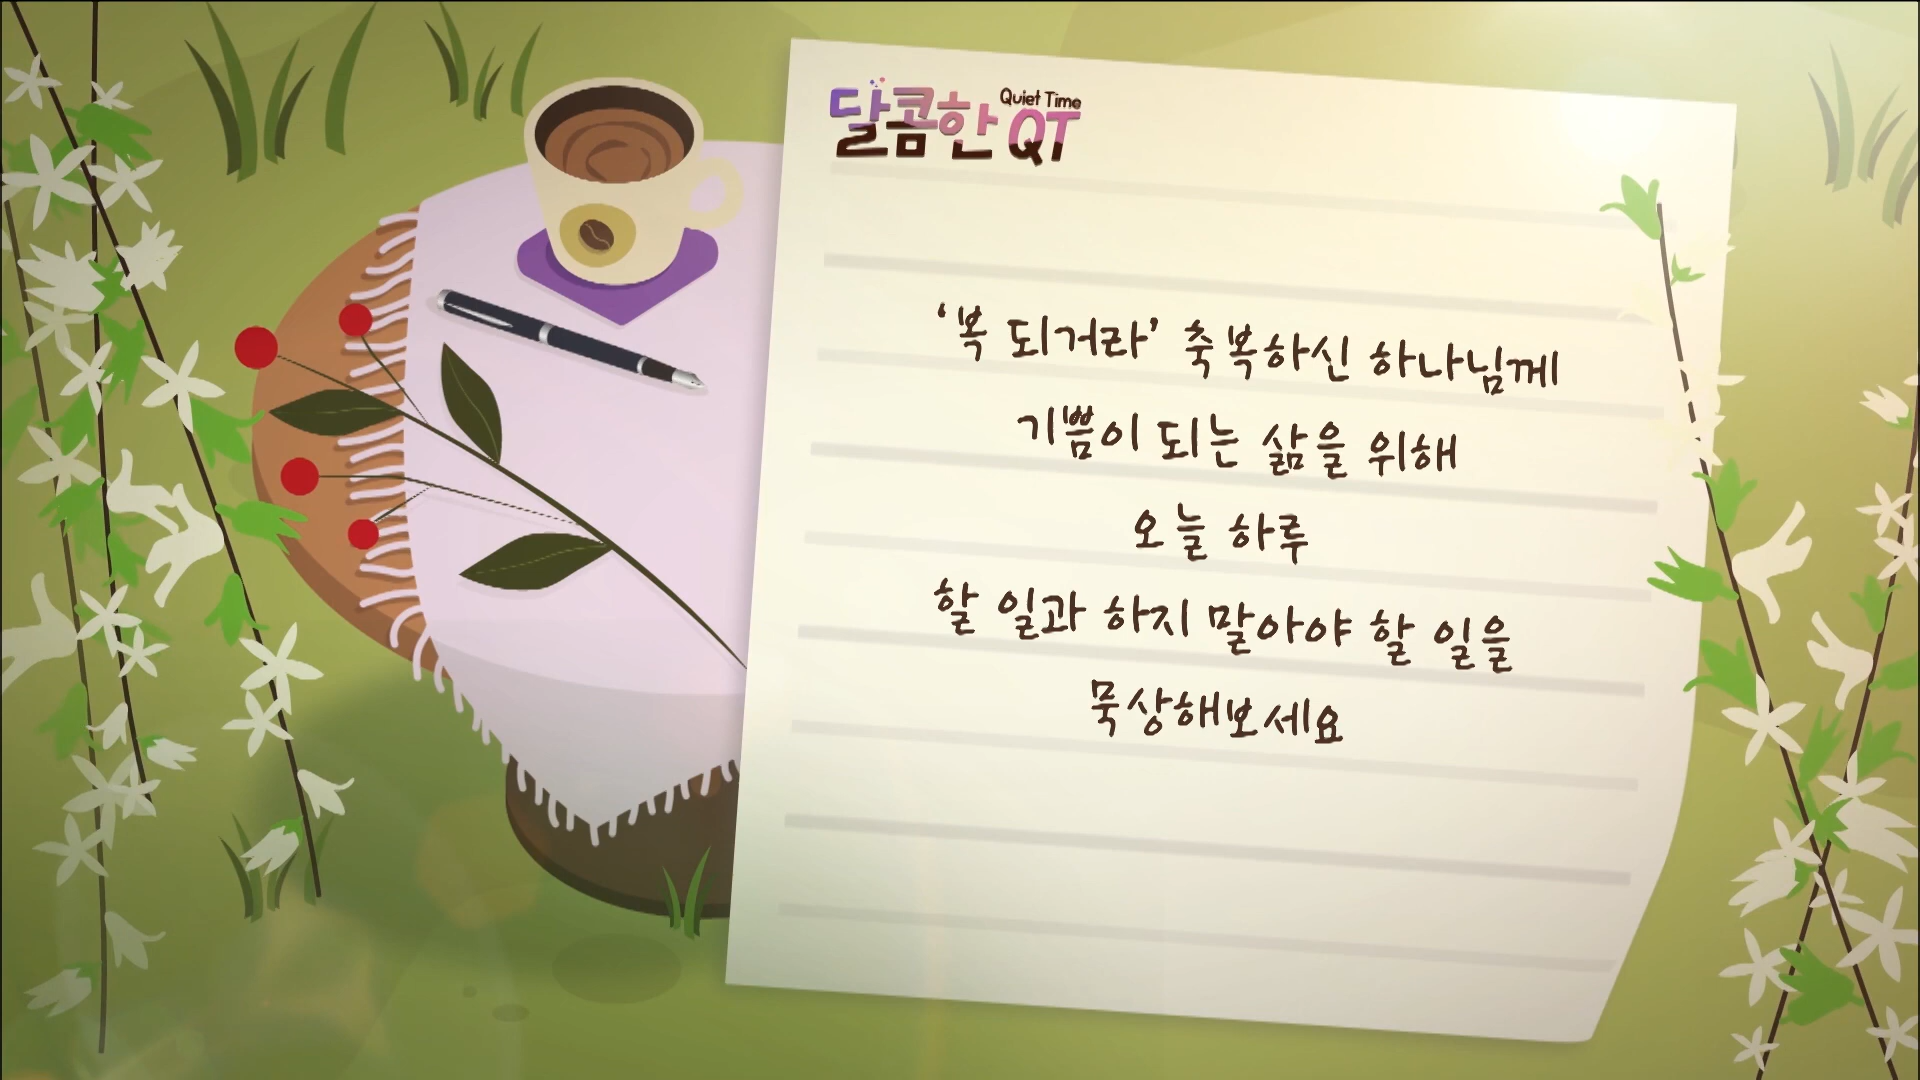 달콤한 QT
Quiet Time
‘복 되거라’ 축복하신 하나님께
기쁨이 되는 삶을 위해
오늘 하루
할 일과 하지 말아야 할 일을
묵상해보세요